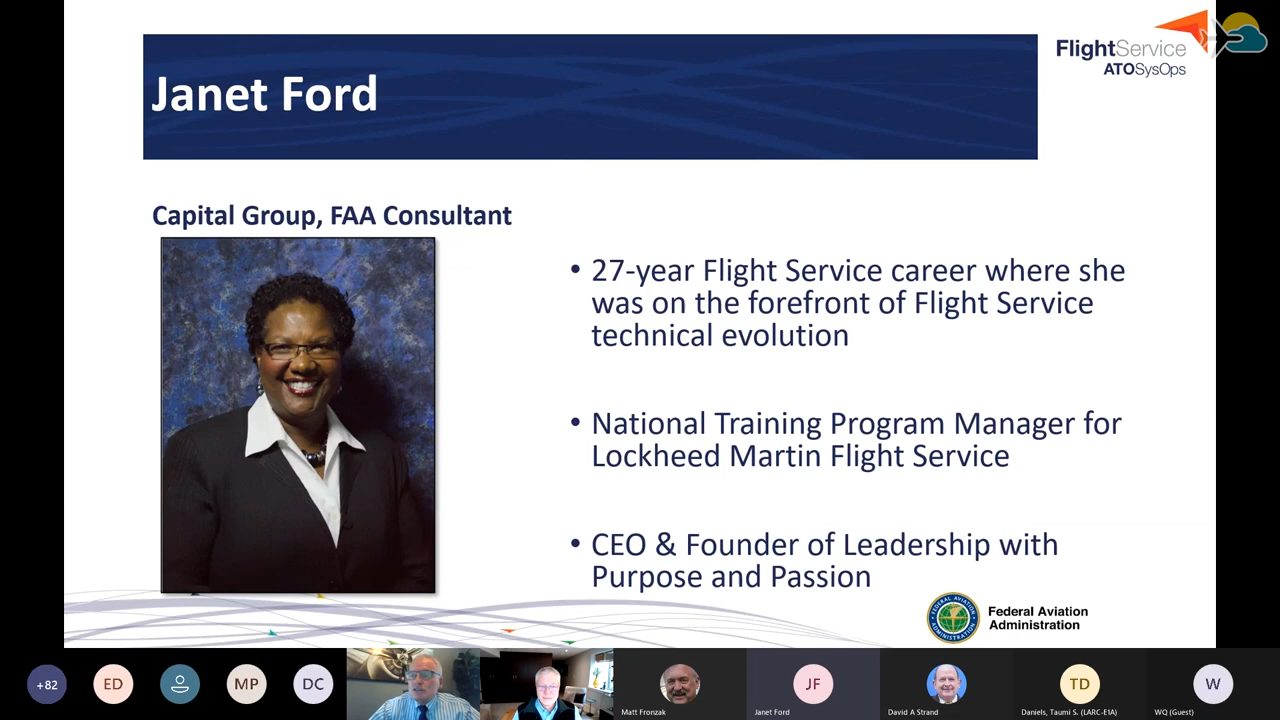 Janet Ford
FlightService
ATOSysOps
Capital Group, FAA Consultant
• 27-year Flight Service career where she
was on the forefront of Flight Service
technical evolution
• National Training Program Manager for
Lockheed Martin Flight Service
• CEO & Founder of Leadership with
Purpose and Passion
Federal Aviation
Administration
+82
ED
MP
DC
Matt Fronzak
JF
Janet Ford
David A Strand
TD
Daniels, Taumi S. (LARC-E1A)
W
WQ (Guest)